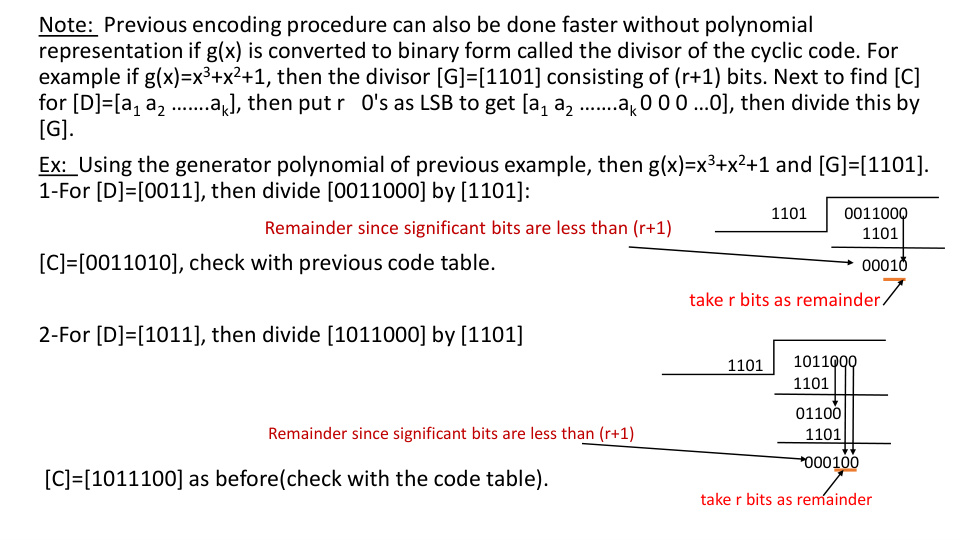 Note: Previous encoding procedure can also be done faster without polynomial
representation if g(x) is converted to binary form called the divisor of the cyclic code. For
example if g(x)=x³+x²+1, then the divisor [G]=[1101] consisting of (r+1) bits. Next to find [C]
for [D]=[a₁ a₂ …….aₖ], then put r 0's as LSB to get [a₁ a₂ …….aₖ 0 0 0 …0], then divide this by
[G].
Ex: Using the generator polynomial of previous example, then g(x)=x³+x²+1 and [G]=[1101].
1-For [D]=[0011], then divide [0011000] by [1101]:
1101 0011000
Remainder since significant bits are less than (r+1)
1101
[C]=[0011010], check with previous code table.
00010
take r bits as remainder
2-For [D]=[1011], then divide [1011000] by [1101]
1101 1011000
1101
01100
1101
Remainder since significant bits are less than (r+1)
000100
[C]=[1011100] as before(check with the code table).
take r bits as remainder